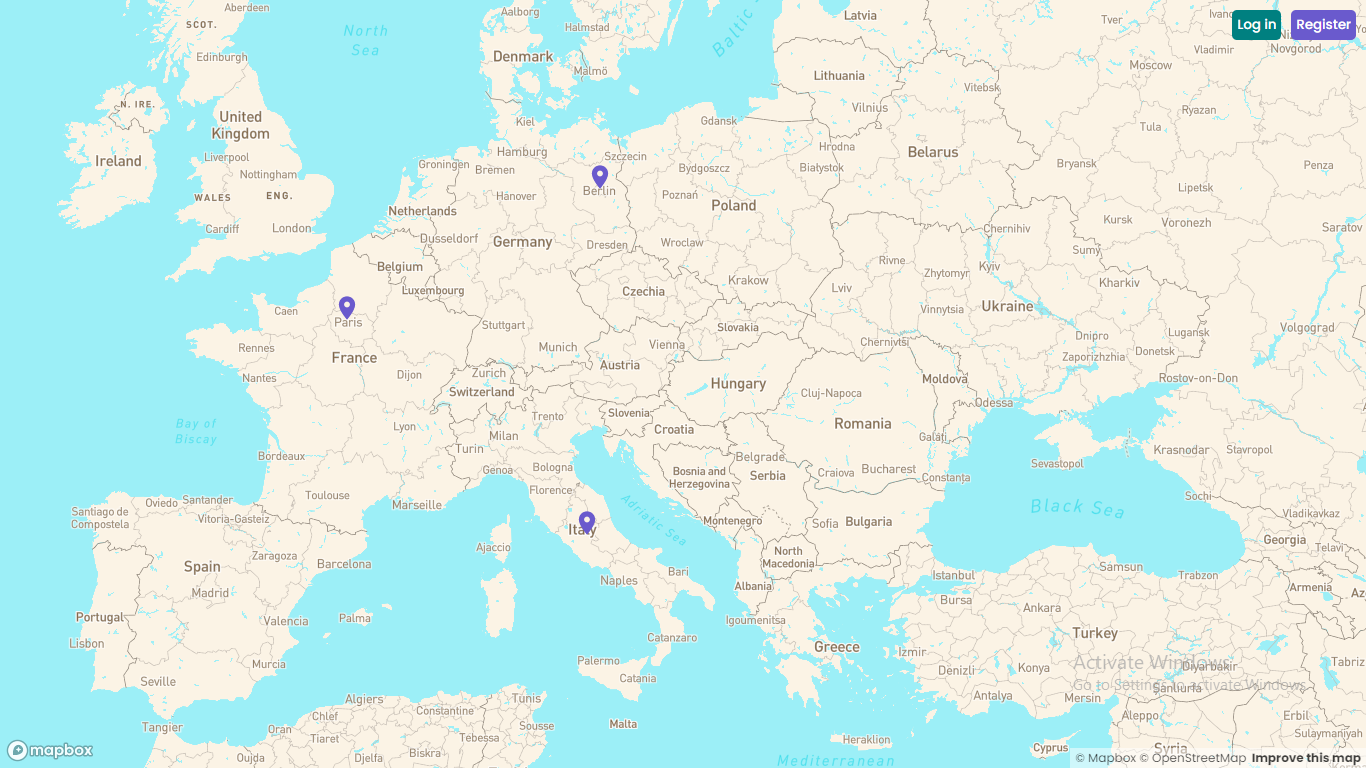 Aberdeen
SCOT.
North
Sea
Aalborg
Halmstad
Baltic S
Latvia
Tver
Ivano
Log in
Register
Nizhn
Novgorod
Edinburgh
Denmark
Malmö
Lithuania
Vladimir
Moscow
N. IRE.
United
Kingdom
Kiel
Gdansk
Vilnius
Vitebsk
Ryazan
Tula
Ireland
Liverpool
Nottingham
Groningen
Hamburg
Bremen
Szczecin
Bydgoszcz
Hrodna
Białystok
Belarus
Bryansk
Penza
WALES
ENG.
Hanover
Berlin
Poznań
Poland
Lipetsk
Cardiff
London
Netherlands
Dusseldorf
Germany
Dresden
Wroclaw
Chernihiv
Kursk
Voronezh
Saratov
Belgium
Luxembourg
Czechia
Krakow
Rivne
Lviv
Zhytomyr
Kyiv
Sumy
Kharkiv
Caen
Paris
Stuttgart
Slovakia
Vinnytsia
Ukraine
Dnipro
Luhansk
Volgograd
Rennes
France
Munich
Vienna
Chernivtsi
Zaporizhzhia
Donetsk
Nantes
Dijon
Zurich
Switzerland
Austria
Hungary
Cluj-Napoca
Moldova
Odessa
Rostov-on-Don
Bay of
Biscay
Lyon
Trento
Milan
Turin
Slovenia
Croatia
Romania
Galați
Krasnodar
Stavropol
Bordeaux
Genoa
Bologna
Bosnia and
Herzegovina
Belgrade
Serbia
Craiova
Bucharest
Constanța
Sevastopol
Oviedo
Santander
Toulouse
Marseille
Florence
Adriatic Sea
Sochi
Black Sea
Santiago de
Compostela
Vitoria-Gasteiz
Italy
Montenegro
Sofia
Bulgaria
Vladikavkaz
Georgia
Telavi
Spain
Zaragoza
Barcelona
Ajaccio
Naples
Bari
North
Macedonia
Albania
Istanbul
Samsun
Trabzon
Armenia
Az
Madrid
Bursa
Ankara
Portugal
Lisbon
Valencia
Palma
Igoumenitsa
Catanzaro
Greece
Izmir
Turkey
Murcia
Palermo
Catania
Denizli
Konya
Diyarbakir
Tabriz
Activate Windows
Go to Settings to activate Windows.
Seville
Algiers
Tunis
Antalya
Mersin
Şanlıurfa
Tangier
Oran
Chlef
Tiaret
Constantine
Tebessa
Sousse
Malta
Heraklion
Aleppo
Erbil
Sulaymaniyah
mapbox
Oujda
Djelfa
Biskra
Mediterranean
Cyprus
Syria
© Mapbox © OpenStreetMap Improve this map